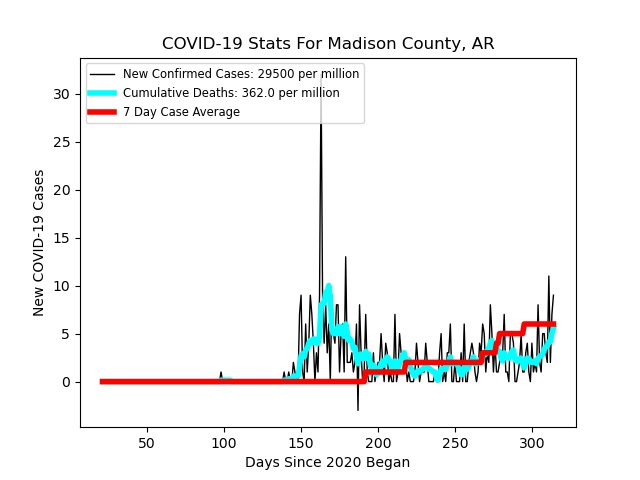 COVID-19 Stats For Madison County, AR
New Confirmed Cases: 29500 per million
Cumulative Deaths: 362.0 per million
7 Day Case Average
New COVID-19 Cases
30
25
20
15
10
5
0
50 100 150 200 250 300
Days Since 2020 Began